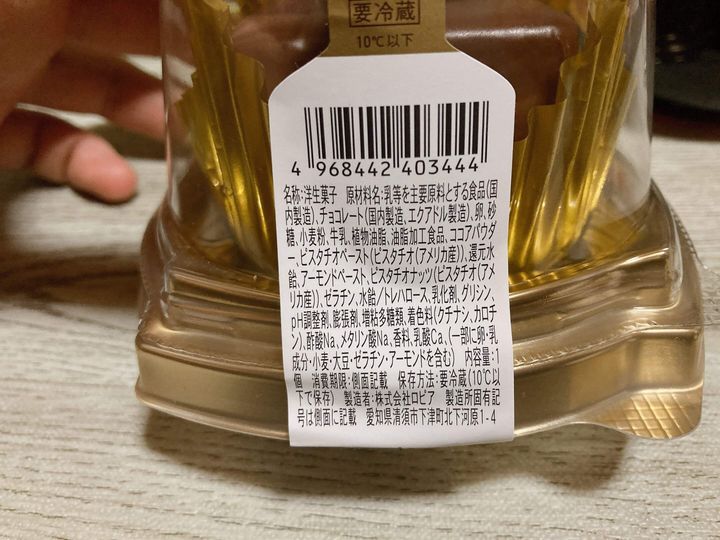 要冷蔵
10℃以下
4 968442 403444
名称:洋生菓子 原材料名:乳等を主要原料とする食品(国
内製造)、チョコレート(国内製造、エクアドル製造)、卵、砂
糖、小麦粉、牛乳、植物油脂、油脂加工食品、ココアパウダ
ー、ピスタチオペースト(ピスタチオ(アメリカ産))、還元水
飴、アーモンドペースト、ピスタチオナッツ(ピスタチオ(アメ
リカ産))、ゼラチン、水飴/トレハロース、乳化剤、グリシン、
pH調整剤、膨張剤、増粘多糖類、着色料(クチナシ、カロチ
ン)、酢酸Na、メタリン酸Na、香料、乳酸Ca、(一部に卵・乳
成分・小麦・大豆・ゼラチン・アーモンドを含む) 内容量:1
個 消費期限:側面記載 保存方法:要冷蔵(10℃以
下で保存) 製造者:株式会社ロピア 製造所固有記
号は側面に記載 愛知県清須市下津町北下河原1-4